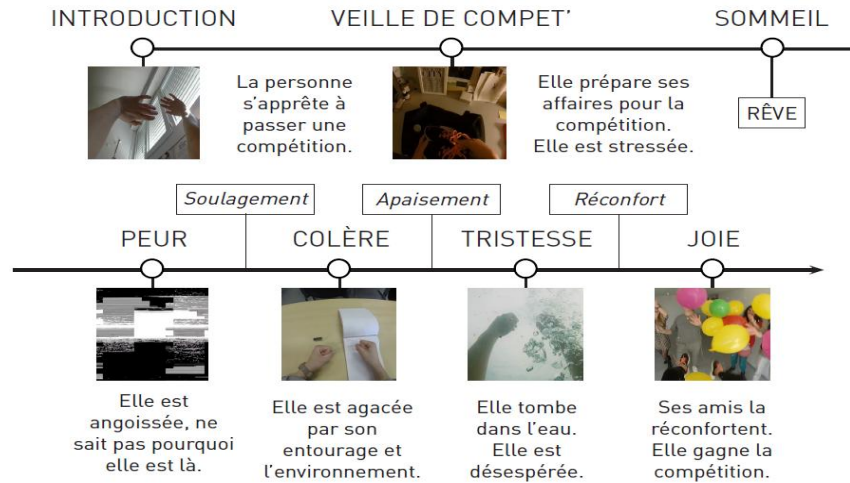 INTRODUCTION
VEILLE DE COMPET’
SOMMEIL
La personne
s’apprête à
passer une
compétition.
Elle prépare ses
affaires pour la
compétition.
Elle est stressée.
RÊVE
Soulagement
Apaisement
Réconfort
PEUR
COLÈRE
TRISTESSE
JOIE
Elle est
angoissée, ne
sait pas pourquoi
elle est là.
Elle est agacée
par son
entourage et
l’environnement.
Elle tombe
dans l’eau.
Elle est
désespérée.
Ses amis la
réconfortent.
Elle gagne la
compétition.